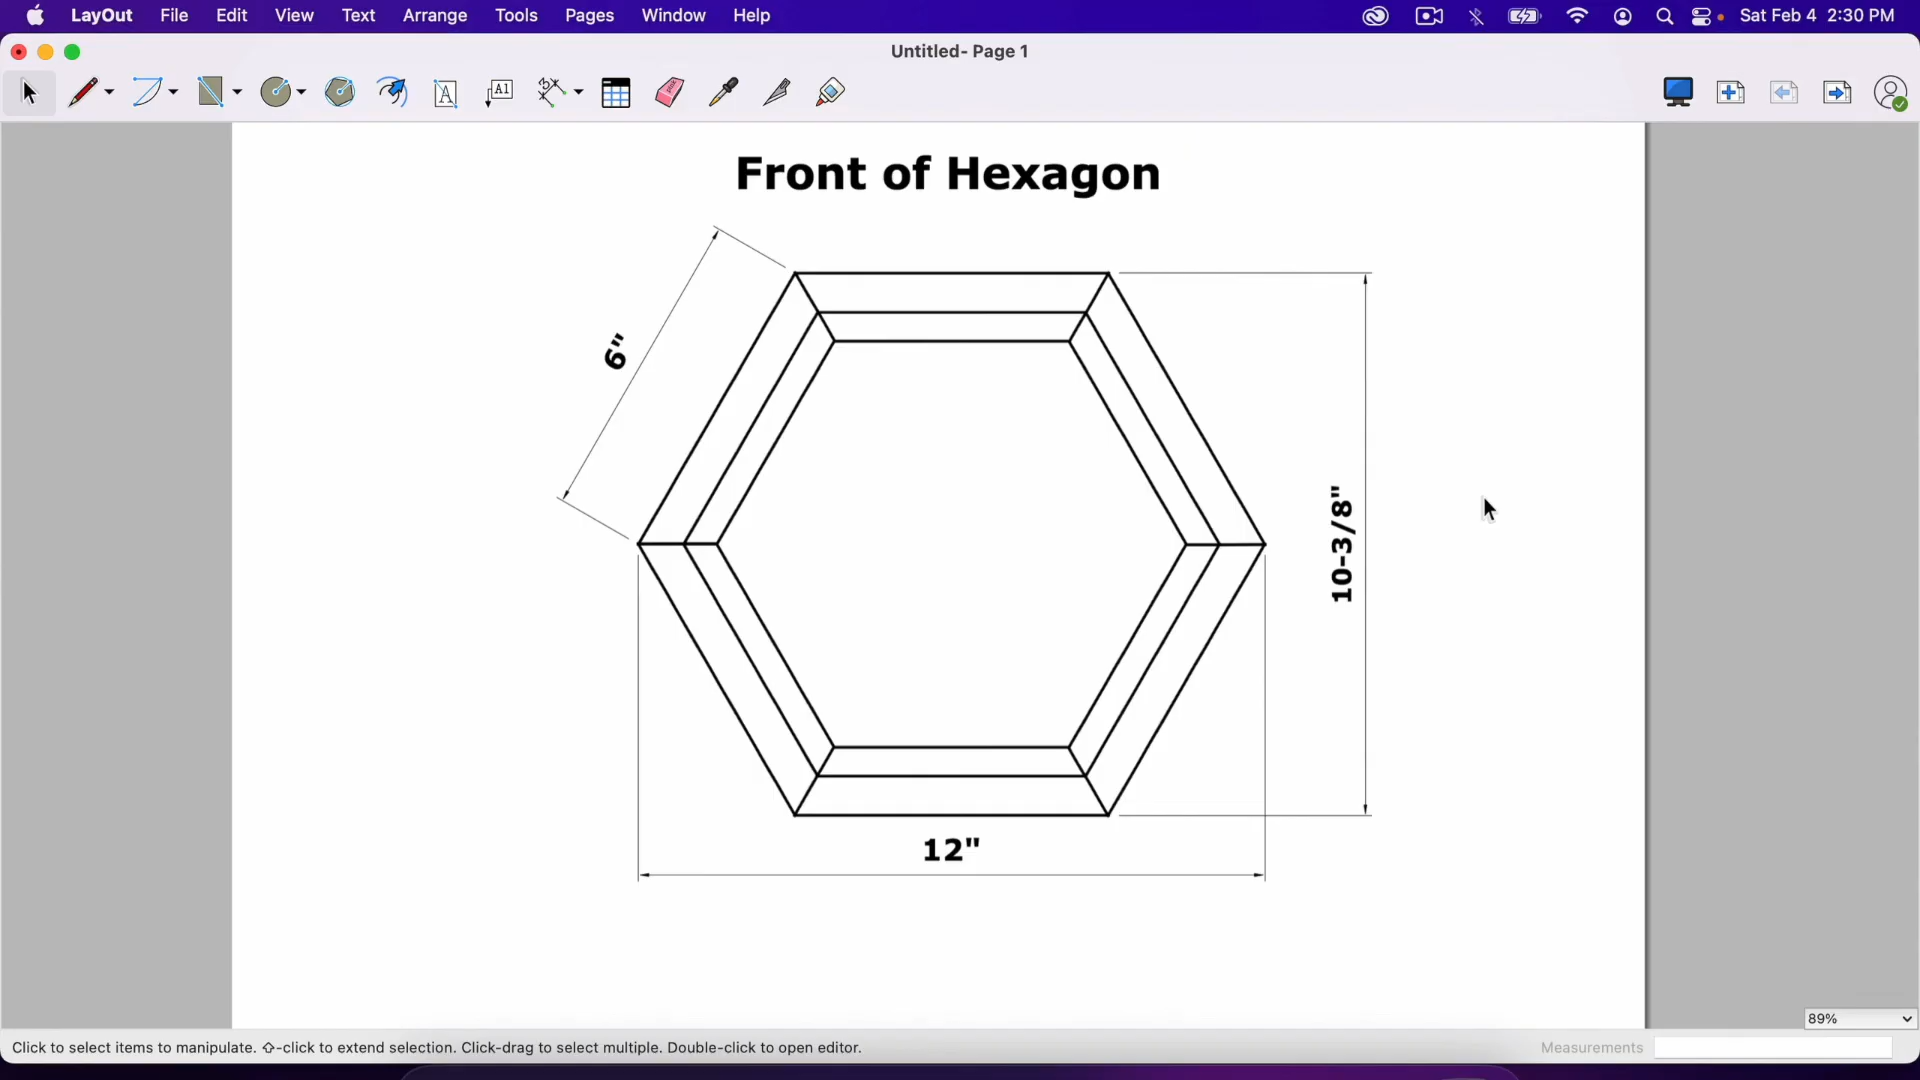 LayOut File Edit View Text Arrange Tools Pages Window Help Sat Feb 4 2:30 PM
Untitled- Page 1
A A1
Front of Hexagon
6"
10-3/8"
12"
89%
Click to select items to manipulate. ⇧-click to extend selection. Click-drag to select multiple. Double-click to open editor. Measurements